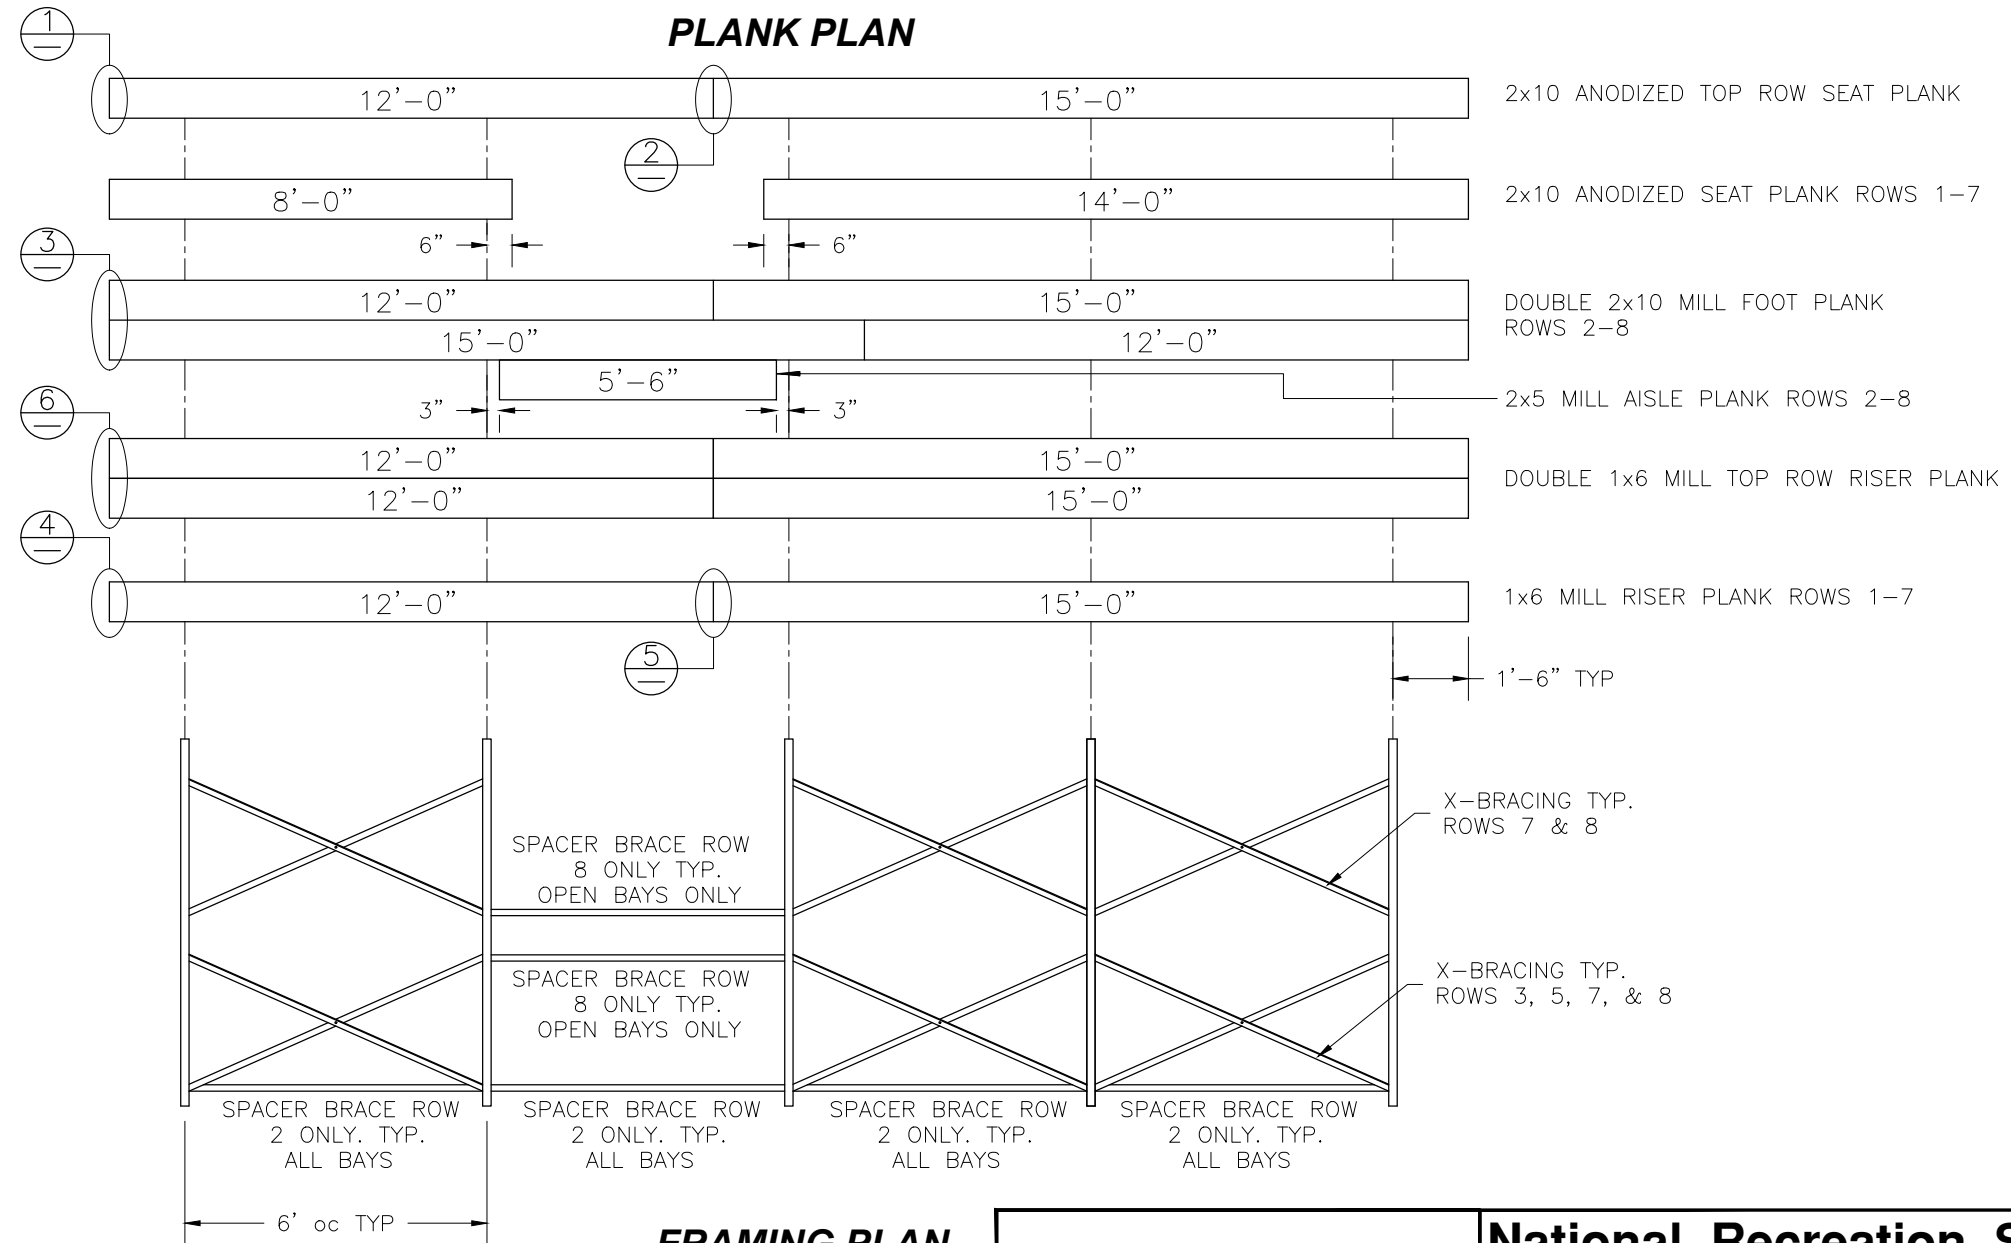 PLANK PLAN
1
12'-0"
15'-0"
2x10 ANODIZED TOP ROW SEAT PLANK
2
8'-0"
14'-0"
2x10 ANODIZED SEAT PLANK ROWS 1-7
6"
6"
3
12'-0"
15'-0"
DOUBLE 2x10 MILL FOOT PLANK
ROWS 2-8
15'-0"
12'-0"
5'-6"
3"
3"
2x5 MILL AISLE PLANK ROWS 2-8
6
12'-0"
15'-0"
DOUBLE 1x6 MILL TOP ROW RISER PLANK
12'-0"
15'-0"
4
12'-0"
15'-0"
1x6 MILL RISER PLANK ROWS 1-7
5
1'-6" TYP
X-BRACING TYP.
ROWS 7 & 8
SPACER BRACE ROW
8 ONLY TYP.
OPEN BAYS ONLY
SPACER BRACE ROW
8 ONLY TYP.
OPEN BAYS ONLY
X-BRACING TYP.
ROWS 3, 5, 7, & 8
SPACER BRACE ROW
2 ONLY. TYP.
ALL BAYS
SPACER BRACE ROW
2 ONLY. TYP.
ALL BAYS
SPACER BRACE ROW
2 ONLY. TYP.
ALL BAYS
SPACER BRACE ROW
2 ONLY. TYP.
ALL BAYS
6' oc TYP
FRAMING PLAN
National Recreation S